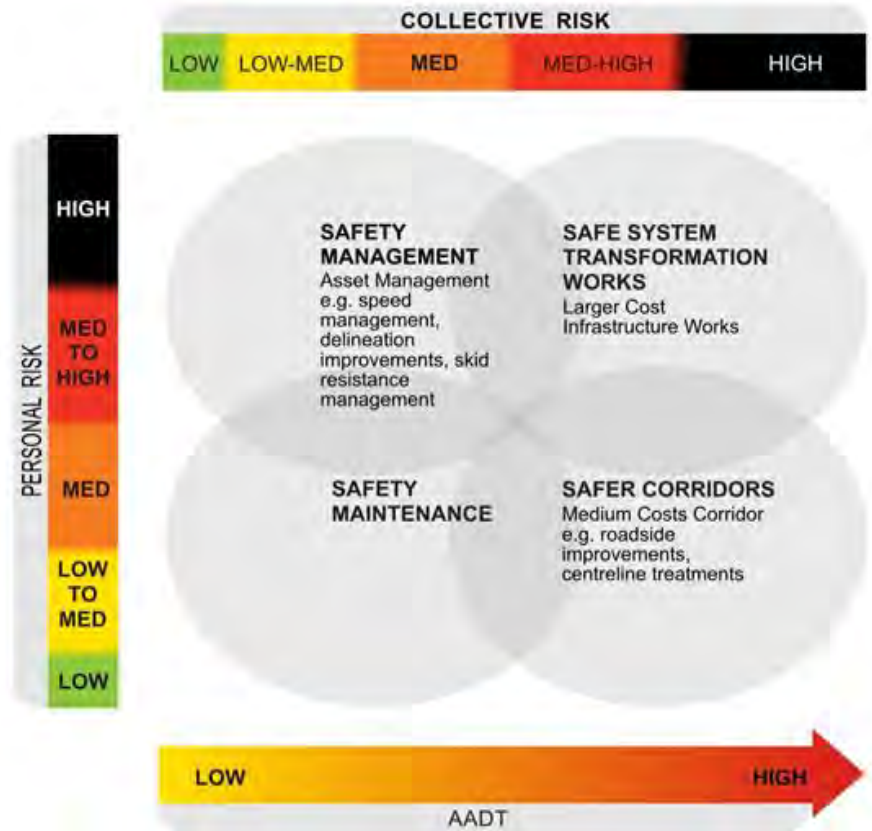 COLLECTIVE RISK
LOW
LOW-MED
MED
MED-HIGH
HIGH
PERSONAL RISK
HIGH
MED
TO
HIGH
MED
LOW
TO
MED
LOW
SAFETY
MANAGEMENT
Asset Management
e.g. speed
management,
delineation
improvements, skid
resistance
management
SAFE SYSTEM
TRANSFORMATION
WORKS
Larger Cost
Infrastructure Works
SAFETY
MAINTENANCE
SAFER CORRIDORS
Medium Costs Corridor
e.g. roadside
improvements,
centreline treatments
LOW
HIGH
AADT